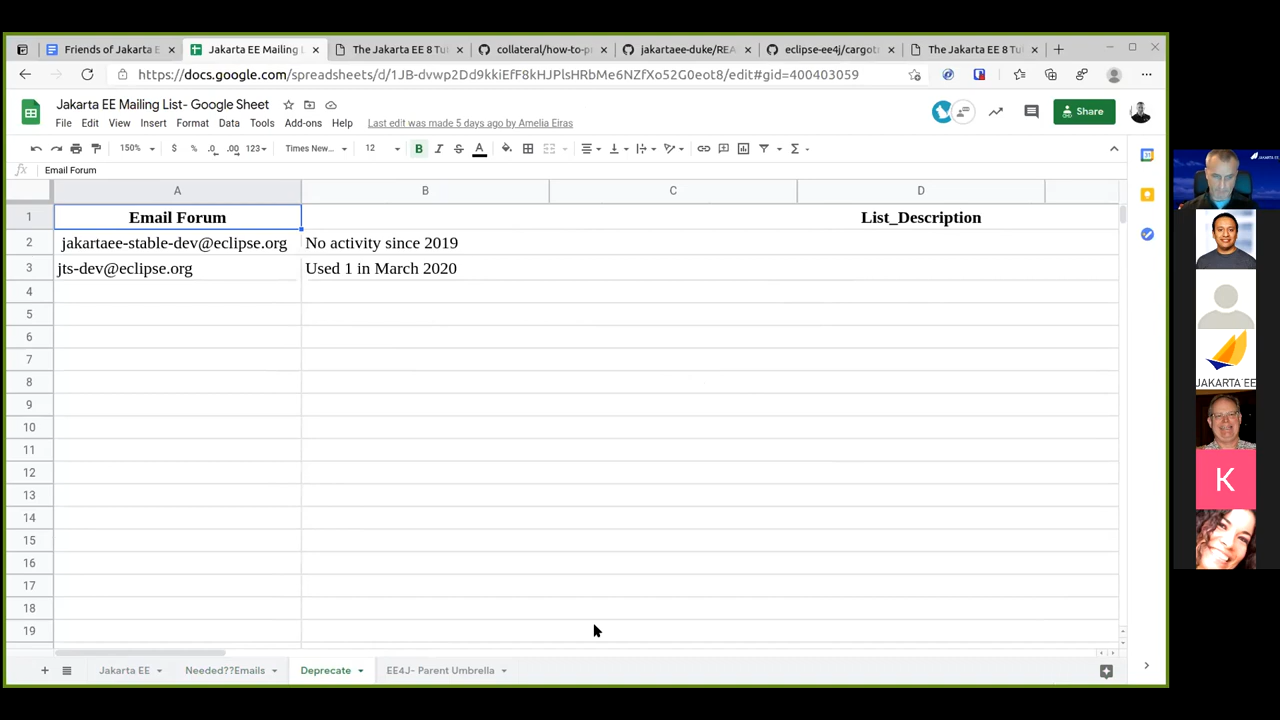 Friends of Jakarta E
Jakarta EE Mailing L
The Jakarta EE 8 Tu
collateral/how-to-p
jakartaee-duke/REA
eclipse-ee4j/cargotr
The Jakarta EE 8 Tu
https://docs.google.com/spreadsheets/d/1JB-dvwp2Dd9kkiEfF8kHJPlsHRbMe6NZfXo52G0eot8/edit#gid=400403059
Jakarta EE Mailing List- Google Sheet
File Edit View Insert Format Data Tools Add-ons Help Last edit was made 5 days ago by Amelia Eiras
Share
150% $ % .0 .00 123 Times New... 12 B I S A
fx Email Forum
A B C D
1 Email Forum List_Description
2 jakartaee-stable-dev@eclipse.org No activity since 2019
3 jts-dev@eclipse.org Used 1 in March 2020
4
5
6
7
8
9
10
11
12
13
14
15
16
17
18
19
Jakarta EE Needed??Emails Deprecate EE4J- Parent Umbrella
JAKARTA EE
JAKARTA EE
K